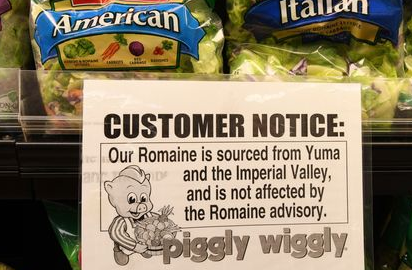 American
Italian
CUSTOMER NOTICE:
Our Romaine is sourced from Yuma
and the Imperial Valley,
and is not affected by
the Romaine advisory.
piggly wiggly